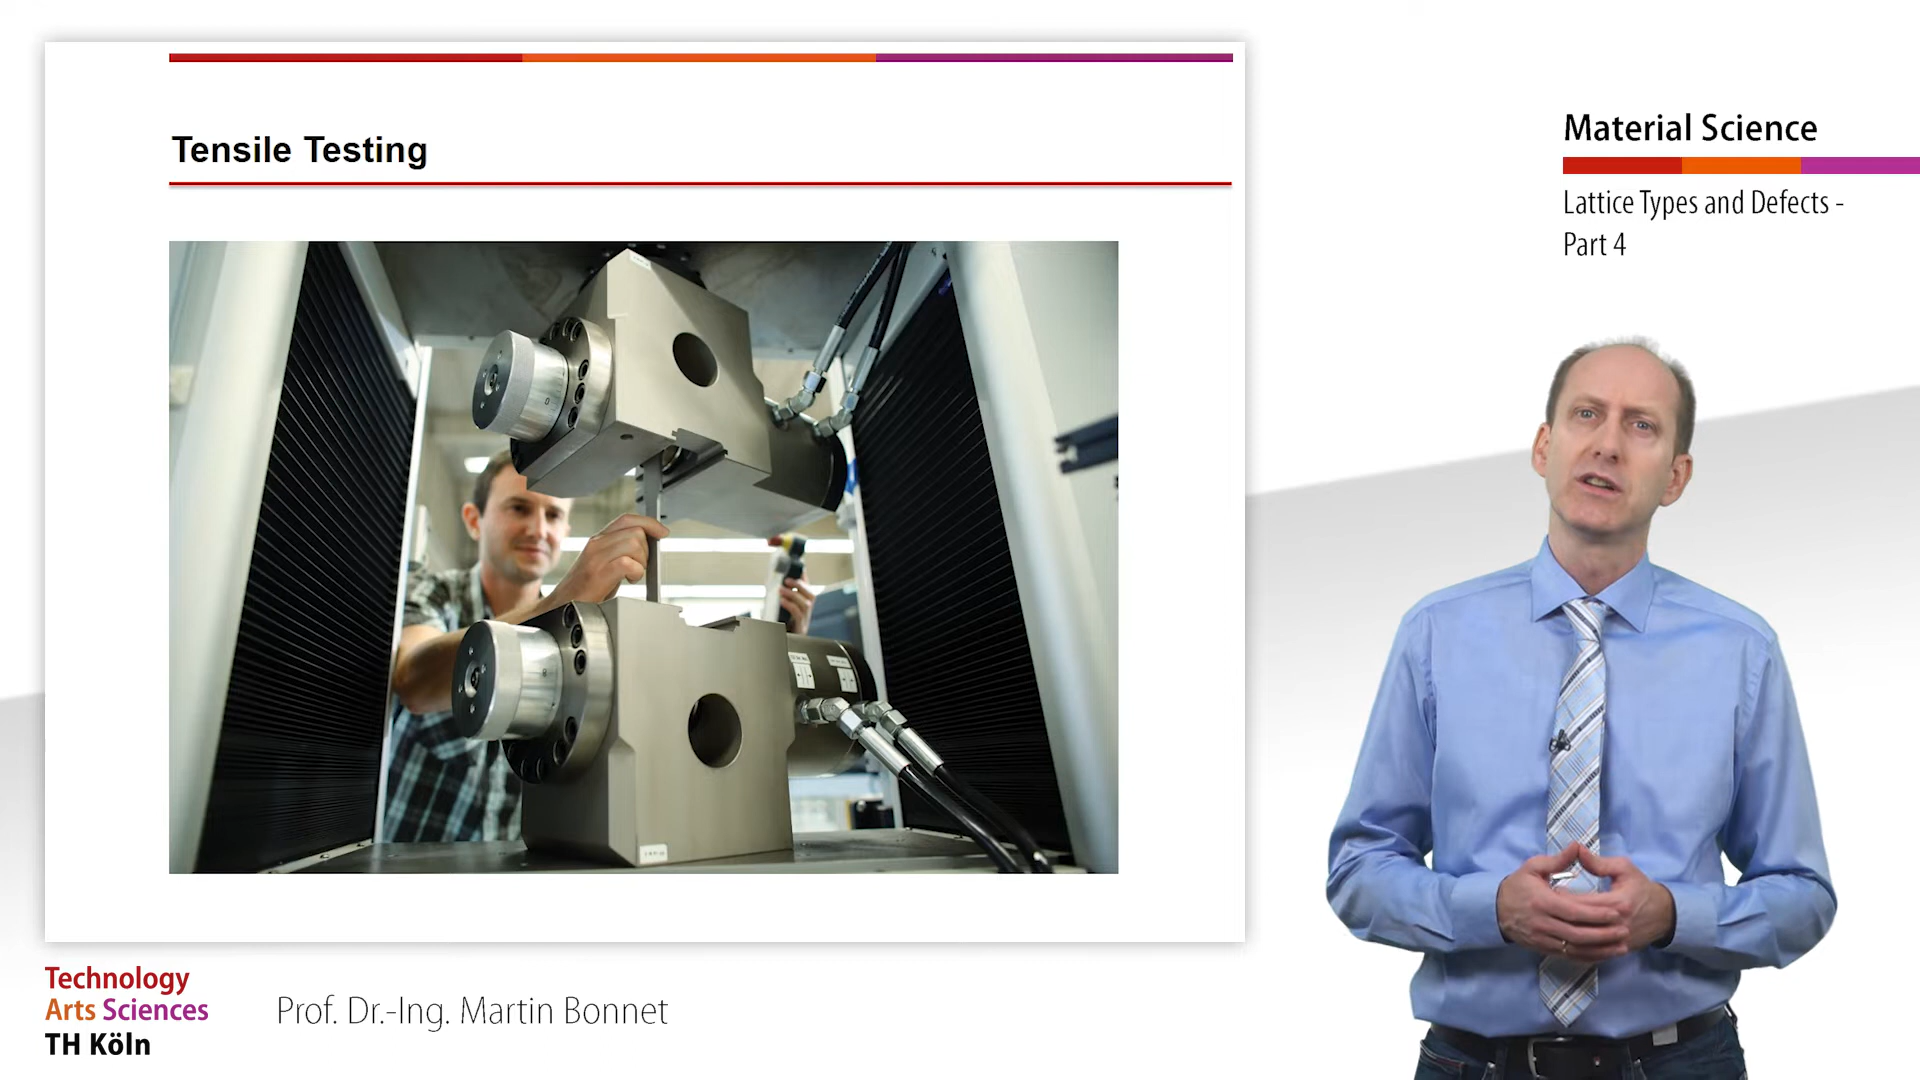 Tensile Testing
Material Science
Lattice Types and Defects -
Part 4
Technology
Arts Sciences
TH Köln
Prof. Dr.-Ing. Martin Bonnet